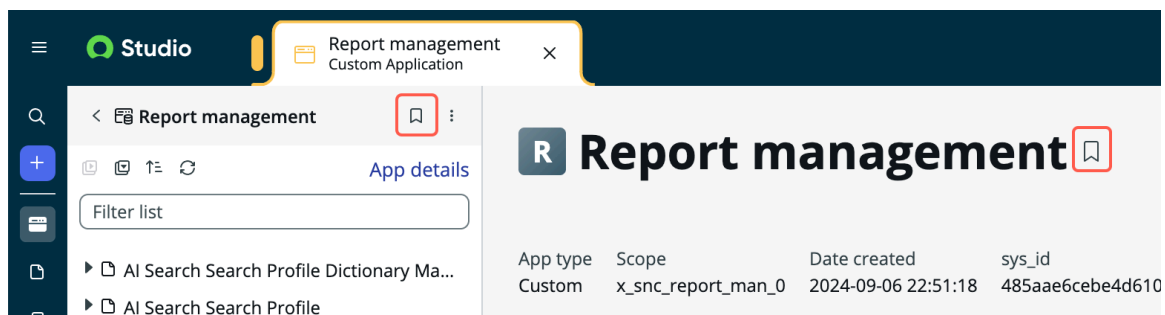 Studio
Report management
Custom Application
Report management
App details
Filter list
AI Search Search Profile Dictionary Ma...
AI Search Search Profile
R Report management
App type Scope Date created sys_id
Custom x_snc_report_man_0 2024-09-06 22:51:18 485aae6cebe4d610